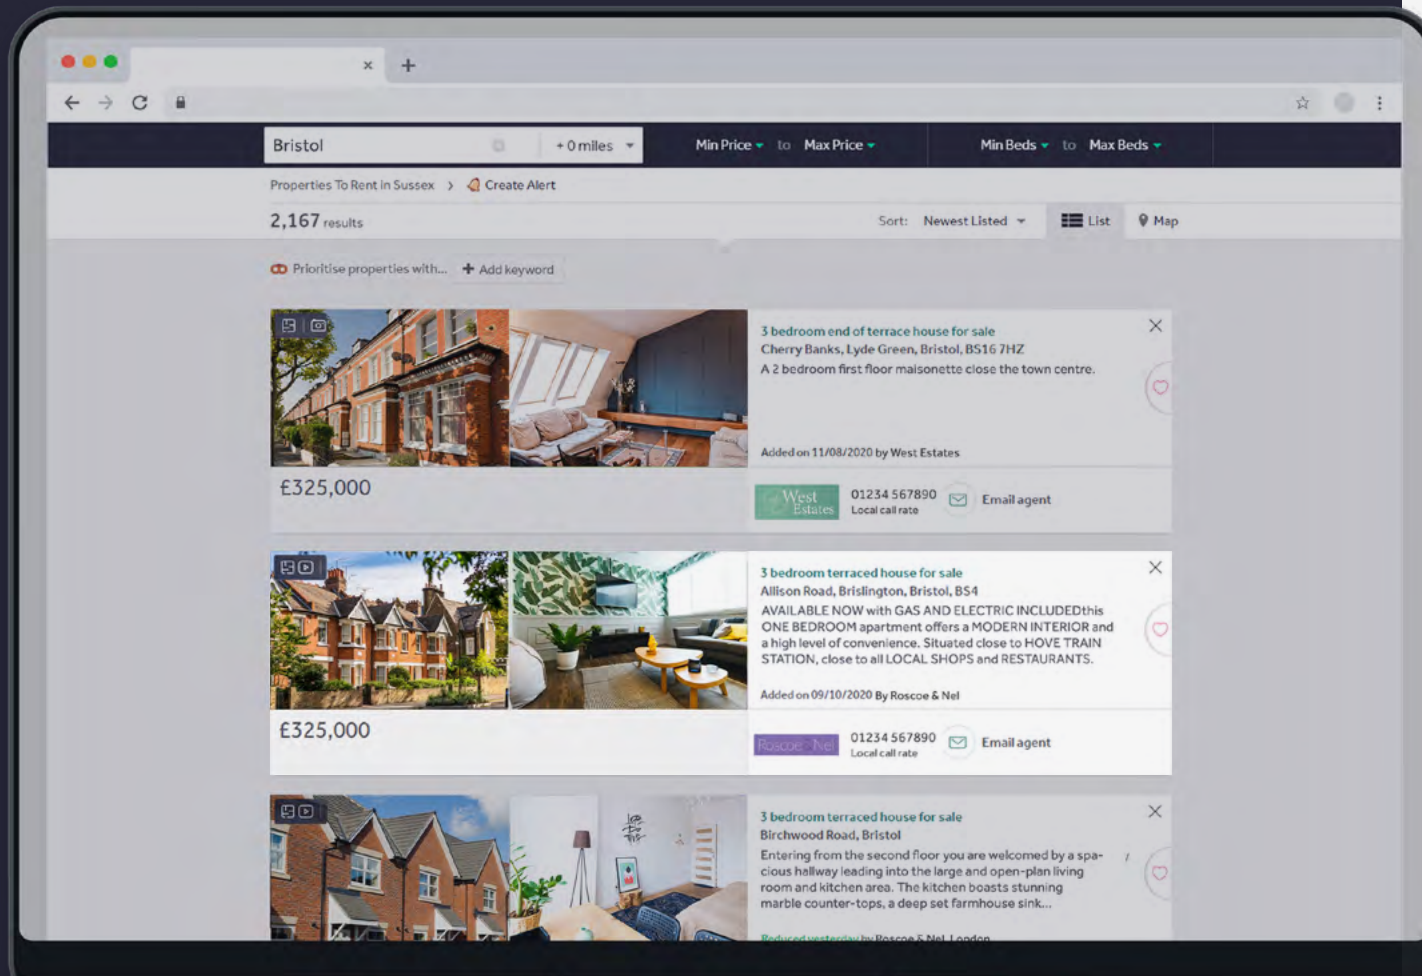 Bristol
+ 0 miles
Min Price to Max Price
Min Beds to Max Beds
Properties To Rent in Sussex > Create Alert
2,167 results
Sort: Newest Listed
List
Map
Prioritise properties with...
+ Add keyword
3 bedroom end of terrace house for sale
Cherry Banks, Lyde Green, Bristol, BS16 7HZ
A 2 bedroom first floor maisonette close the town centre.
Added on 11/08/2020 by West Estates
£325,000
West
Estates
01234 567890
Local call rate
Email agent
3 bedroom terraced house for sale
Allison Road, Brislington, Bristol, BS4
AVAILABLE NOW with GAS AND ELECTRIC INCLUDEDthis
ONE BEDROOM apartment offers a MODERN INTERIOR and
a high level of convenience. Situated close to HOVE TRAIN
STATION, close to all LOCAL SHOPS and RESTAURANTS.
Added on 09/10/2020 By Roscoe & Nel
£325,000
Roscoe & Nel
01234 567890
Local call rate
Email agent
3 bedroom terraced house for sale
Birchwood Road, Bristol
Entering from the second floor you are welcomed by a spa-
cious hallway leading into the large and open-plan living
room and kitchen area. The kitchen boasts stunning
marble counter-tops, a deep set farmhouse sink...
Reduced yesterday by Roscoe & Nel, London